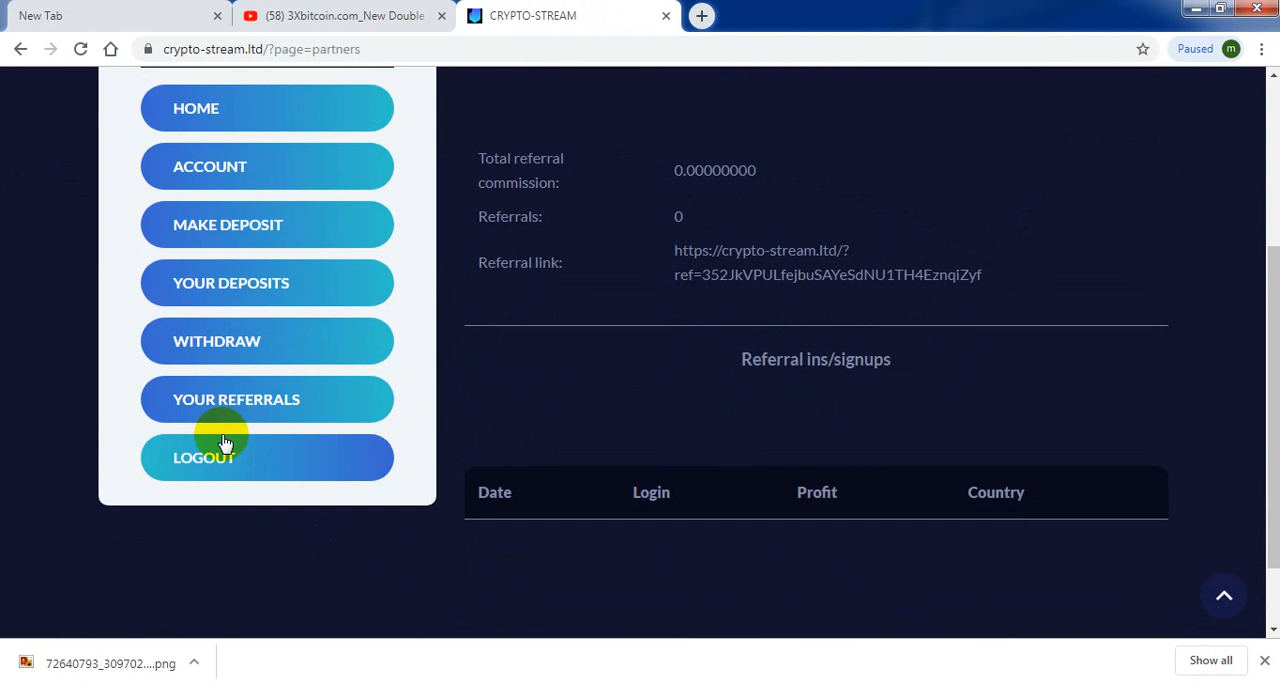 New Tab
(58) 3Xbitcoin.com_New Double
CRYPTO-STREAM
crypto-stream.ltd/?page=partners
Paused
m
HOME
ACCOUNT
MAKE DEPOSIT
YOUR DEPOSITS
WITHDRAW
YOUR REFERRALS
LOGOUT
Total referral
commission:
0.00000000
Referrals:
0
Referral link:
https://crypto-stream.ltd/?
ref=352JkVPULfejbuSAYeSdNU1TH4EznqiZyf
Referral ins/signups
Date
Login
Profit
Country
72640793_309702....png
Show all